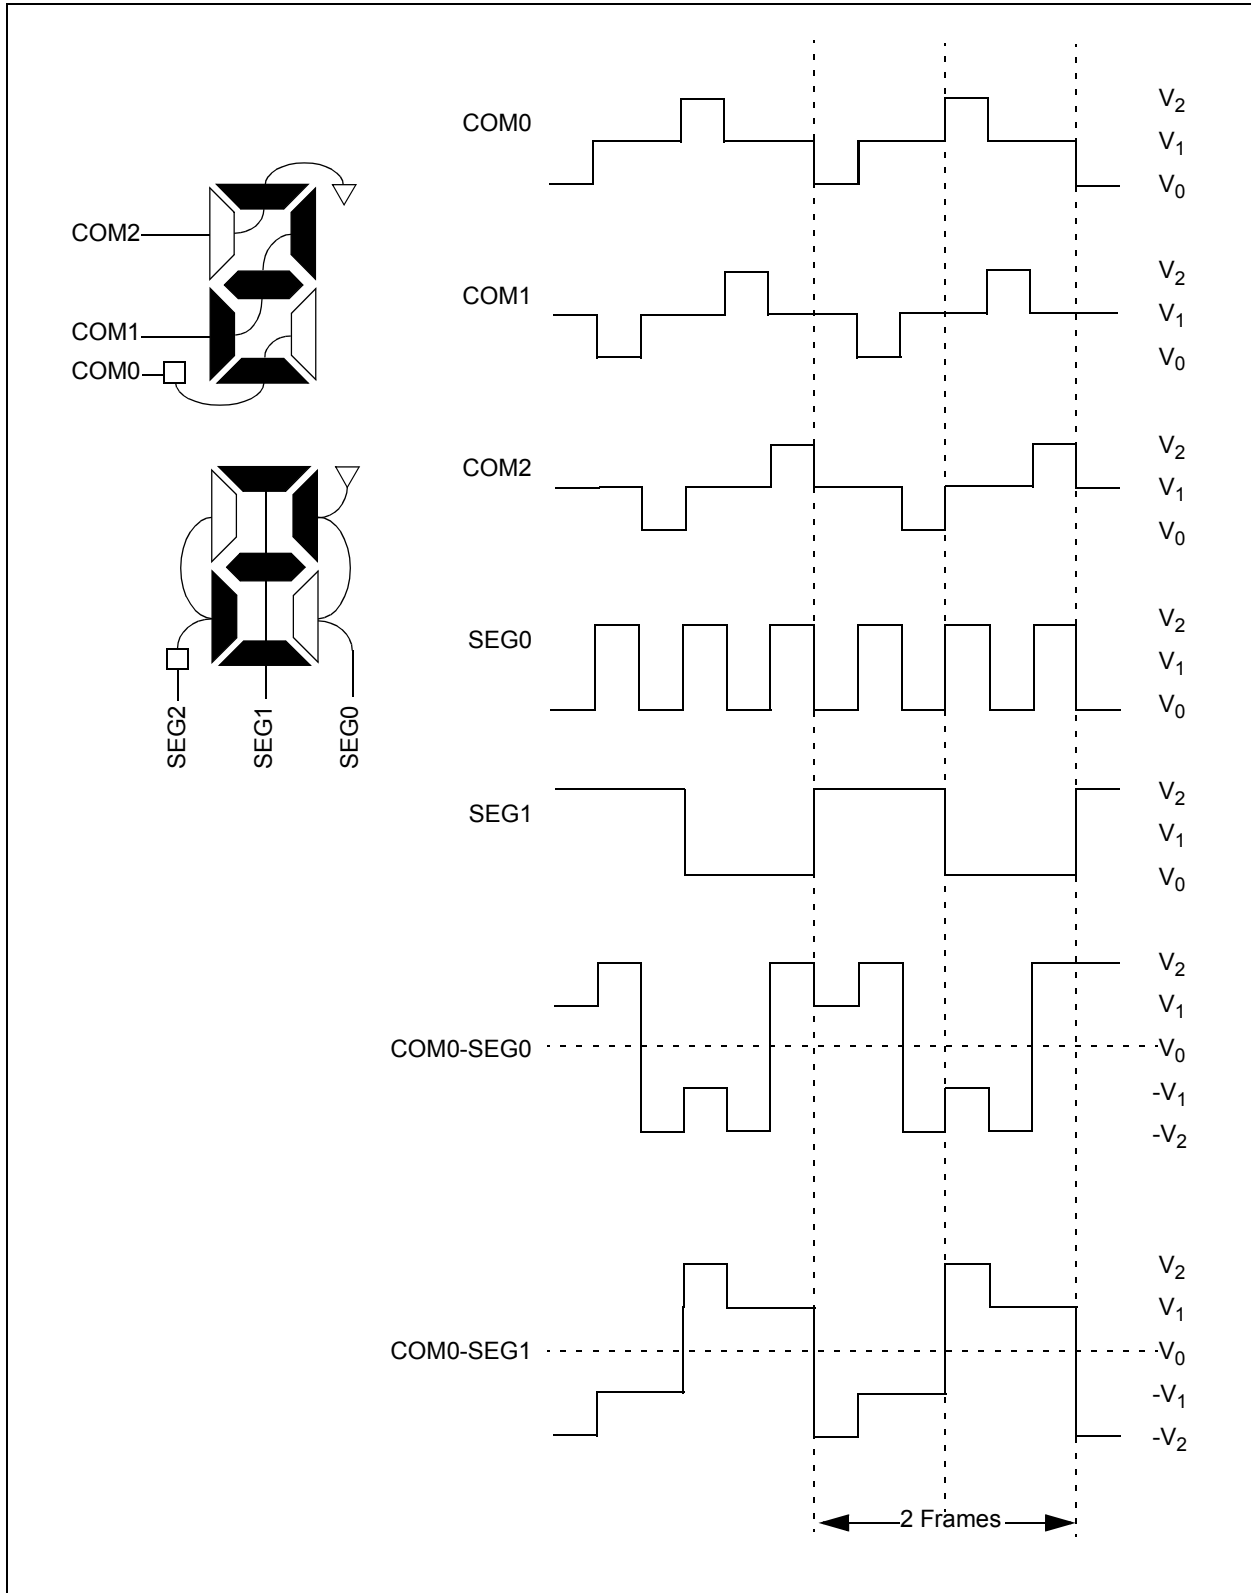 COM0
V2
V1
V0
COM2
COM1
COM0
COM1
V2
V1
V0
COM2
V2
V1
V0
SEG2
SEG1
SEG0
SEG0
V2
V1
V0
SEG1
V2
V1
V0
COM0-SEG0
V2
V1
V0
-V1
-V2
COM0-SEG1
V2
V1
V0
-V1
-V2
2 Frames